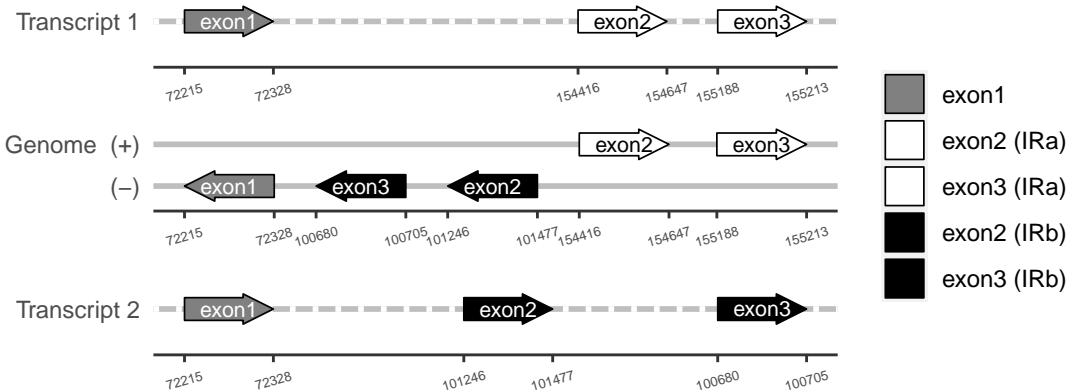 Transcript 1 exon1 exon2 exon3
72215 72328 154416 154647 155188 155213
exon1
exon2 (IRa)
exon3 (IRa)
exon2 (IRb)
exon3 (IRb)
Genome (+) exon2 exon3
(−) exon1 exon3 exon2
72215 72328 100680 100705 101246 101477 154416 154647 155188 155213
Transcript 2 exon1 exon2 exon3
72215 72328 101246 101477 100680 100705